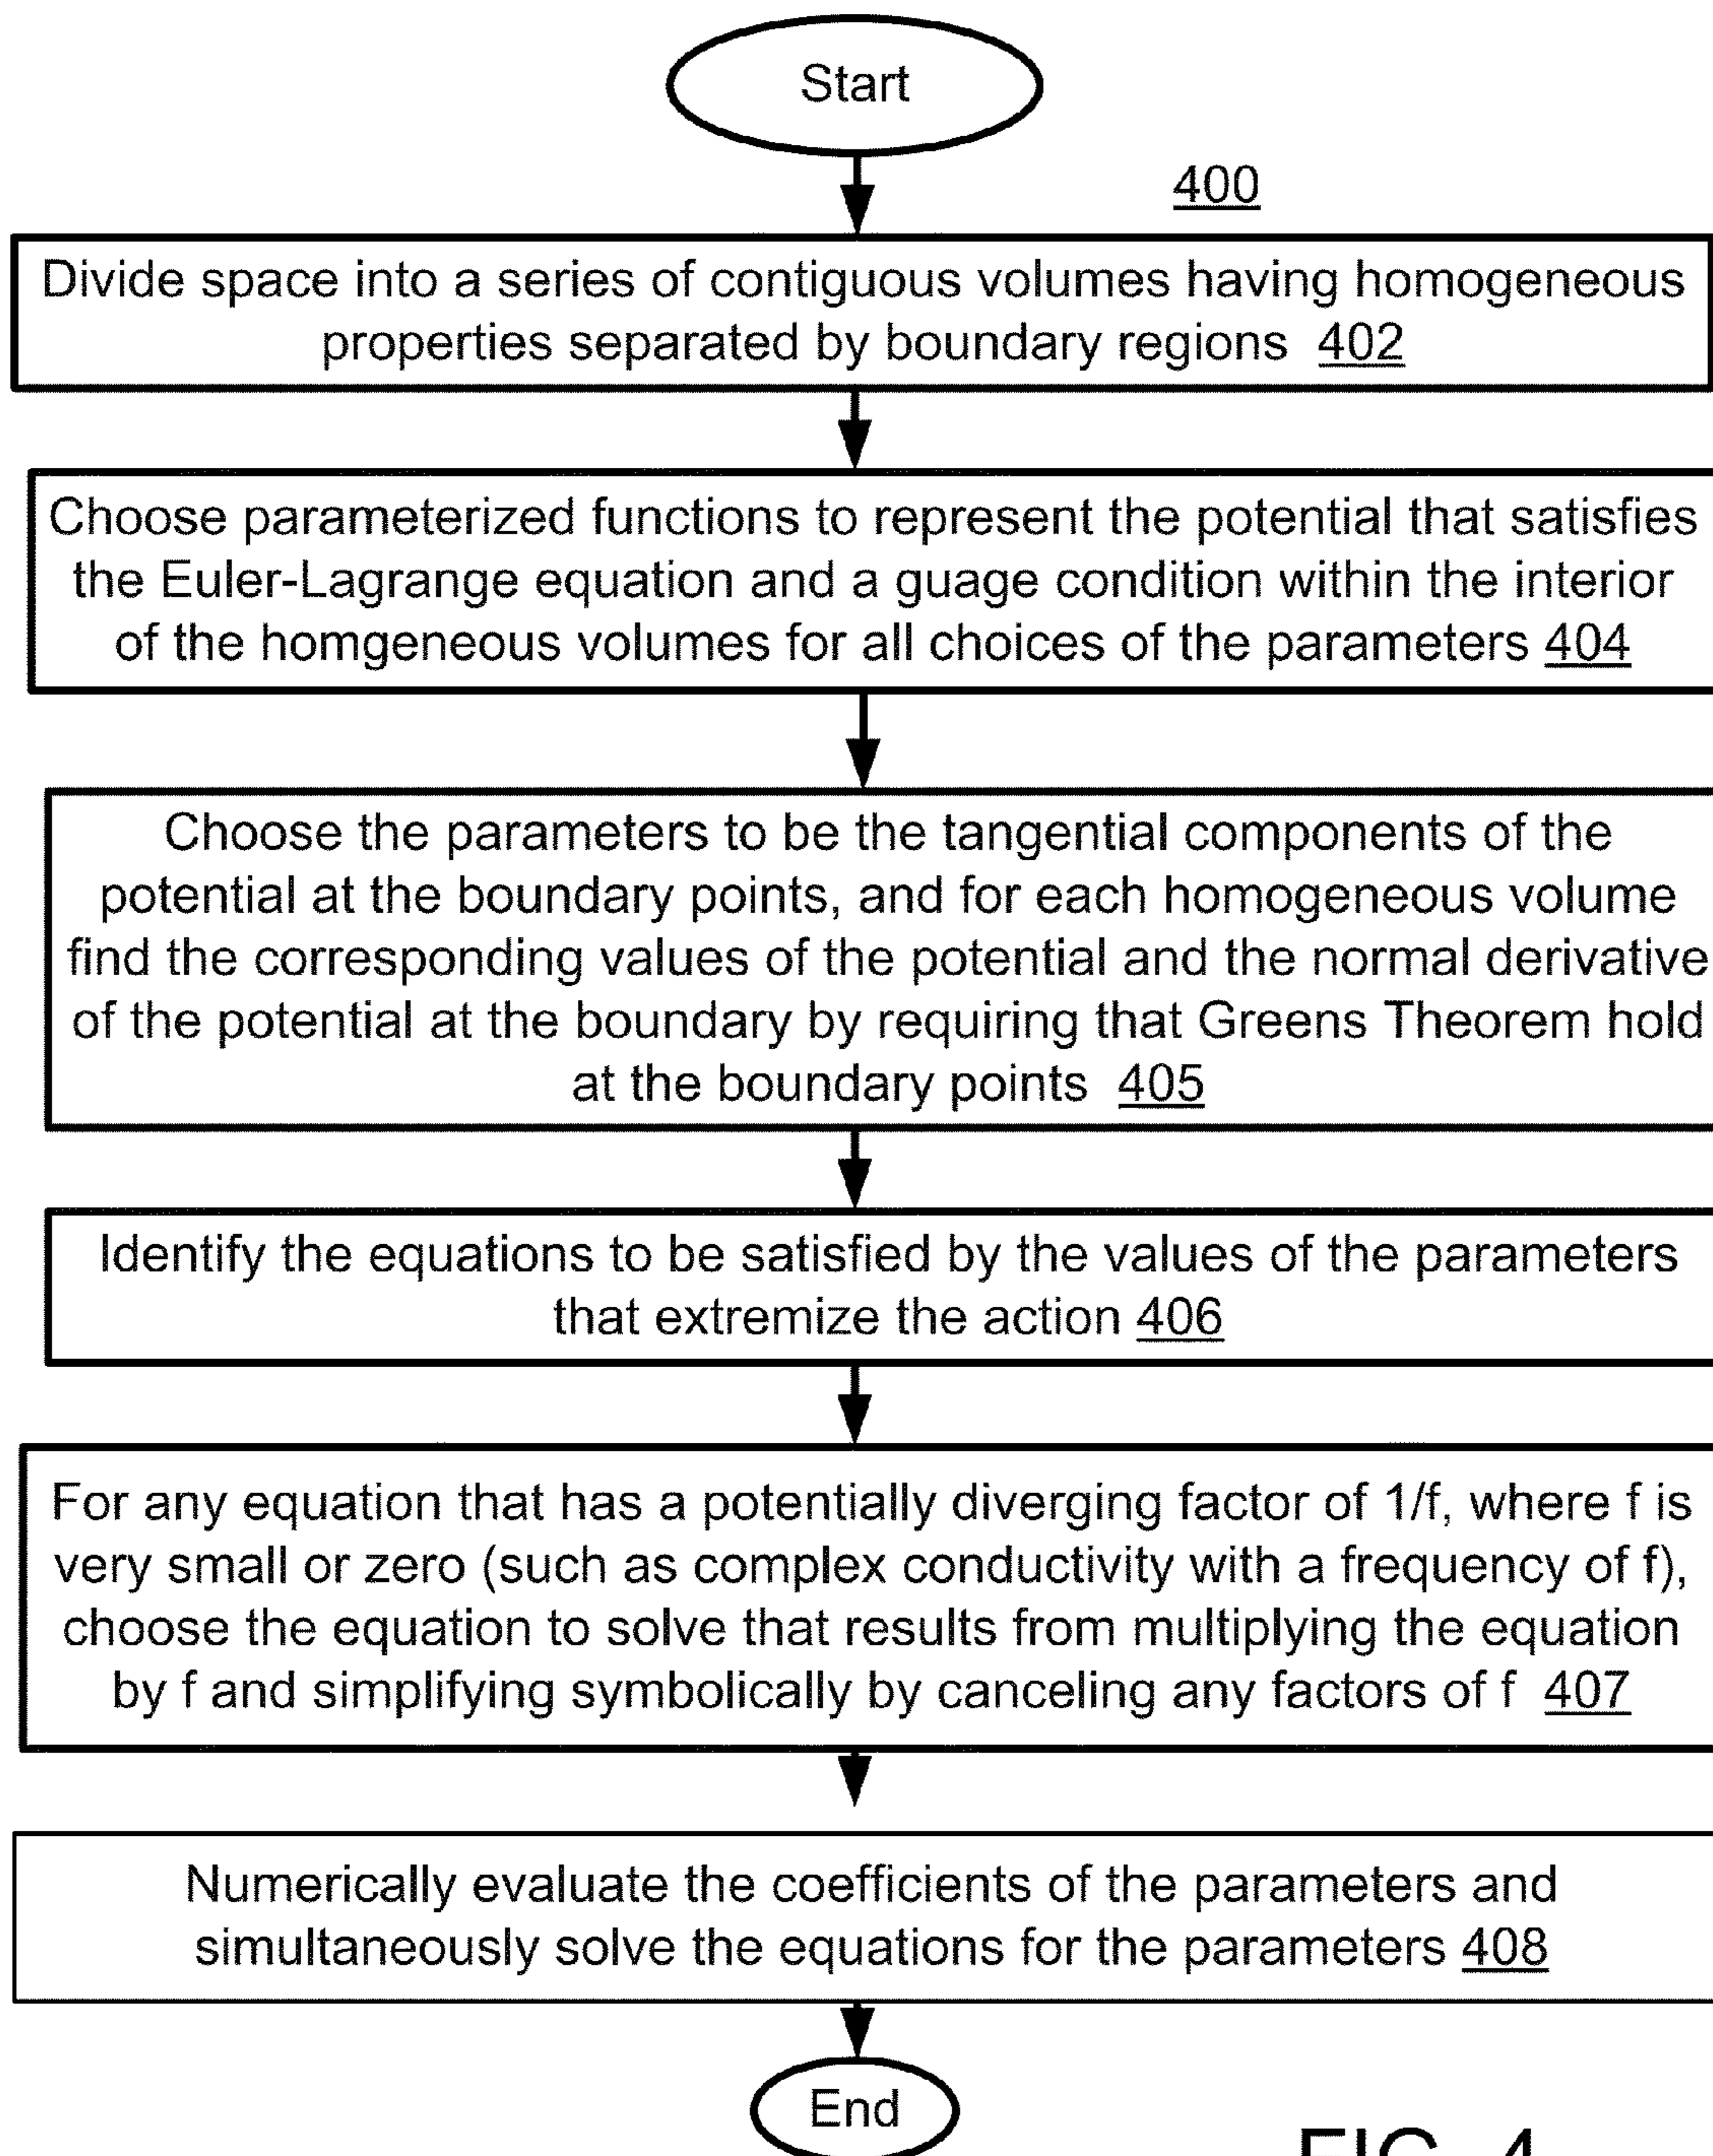 Start
400
Divide space into a series of contiguous volumes having homogeneous
properties separated by boundary regions 402
Choose parameterized functions to represent the potential that satisfies
the Euler-Lagrange equation and a guage condition within the interior
of the homgeneous volumes for all choices of the parameters 404
Choose the parameters to be the tangential components of the
potential at the boundary points, and for each homogeneous volume
find the corresponding values of the potential and the normal derivative
of the potential at the boundary by requiring that Greens Theorem hold
at the boundary points 405
Identify the equations to be satisfied by the values of the parameters
that extremize the action 406
For any equation that has a potentially diverging factor of 1/f, where f is
very small or zero (such as complex conductivity with a frequency of f),
choose the equation to solve that results from multiplying the equation
by f and simplifying symbolically by canceling any factors of f 407
Numerically evaluate the coefficients of the parameters and
simultaneously solve the equations for the parameters 408
End
FIG. 4